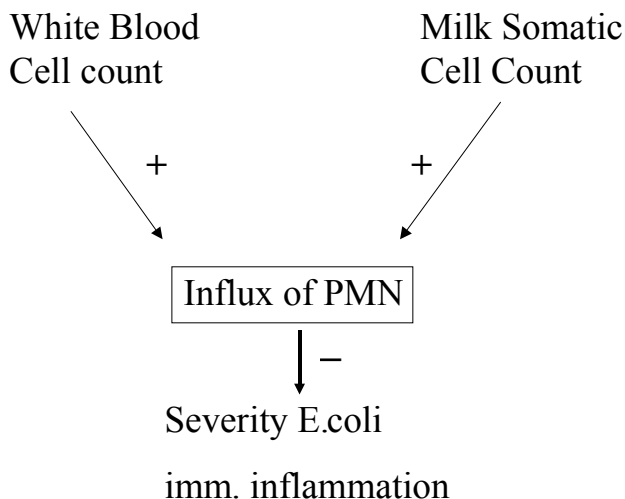 White Blood
Cell count
Milk Somatic
Cell Count
+
+
Influx of PMN
–
Severity E.coli
imm. inflammation